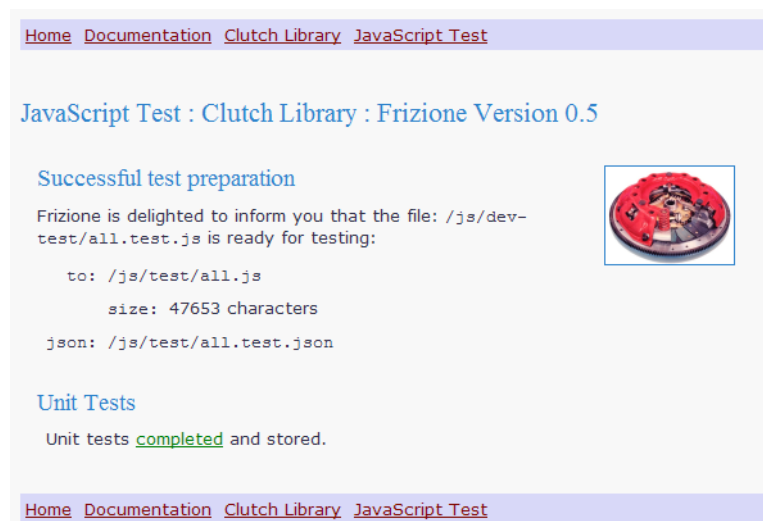 Home Documentation Clutch Library JavaScript Test
JavaScript Test : Clutch Library : Frizione Version 0.5
Successful test preparation
Frizione is delighted to inform you that the file: /js/dev-
test/all.test.js is ready for testing:
to: /js/test/all.js
size: 47653 characters
json: /js/test/all.test.json
Unit Tests
Unit tests completed and stored.
Home Documentation Clutch Library JavaScript Test